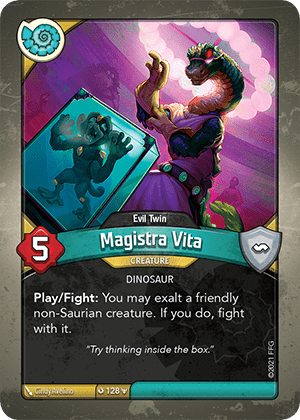 Evil Twin
Magistra Vita
5
CREATURE
DINOSAUR
Play/Fight: You may exalt a friendly
non-Saurian creature. If you do, fight
with it.
"Try thinking inside the box."
©2021 FFG
Cindy Avelino
128